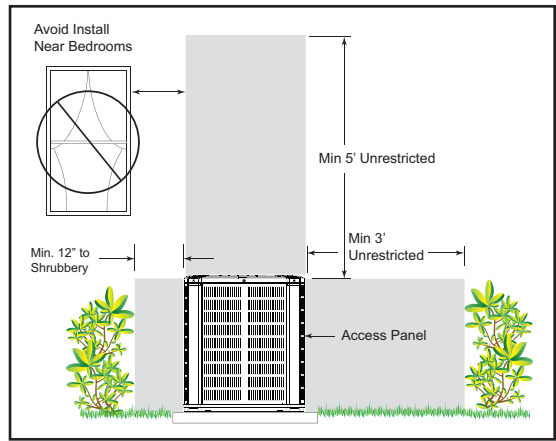 Avoid Install
Near Bedrooms
Min 5’ Unrestricted
Min 3’
Unrestricted
Min. 12” to
Shrubbery
Access Panel